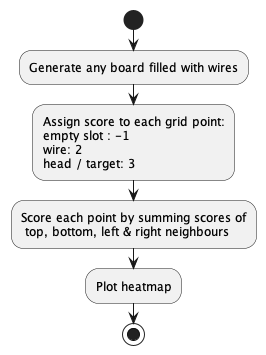 Generate any board filled with wires
Assign score to each grid point:
empty slot : -1
wire: 2
head / target: 3
Score each point by summing scores of
top, bottom, left & right neighbours
Plot heatmap